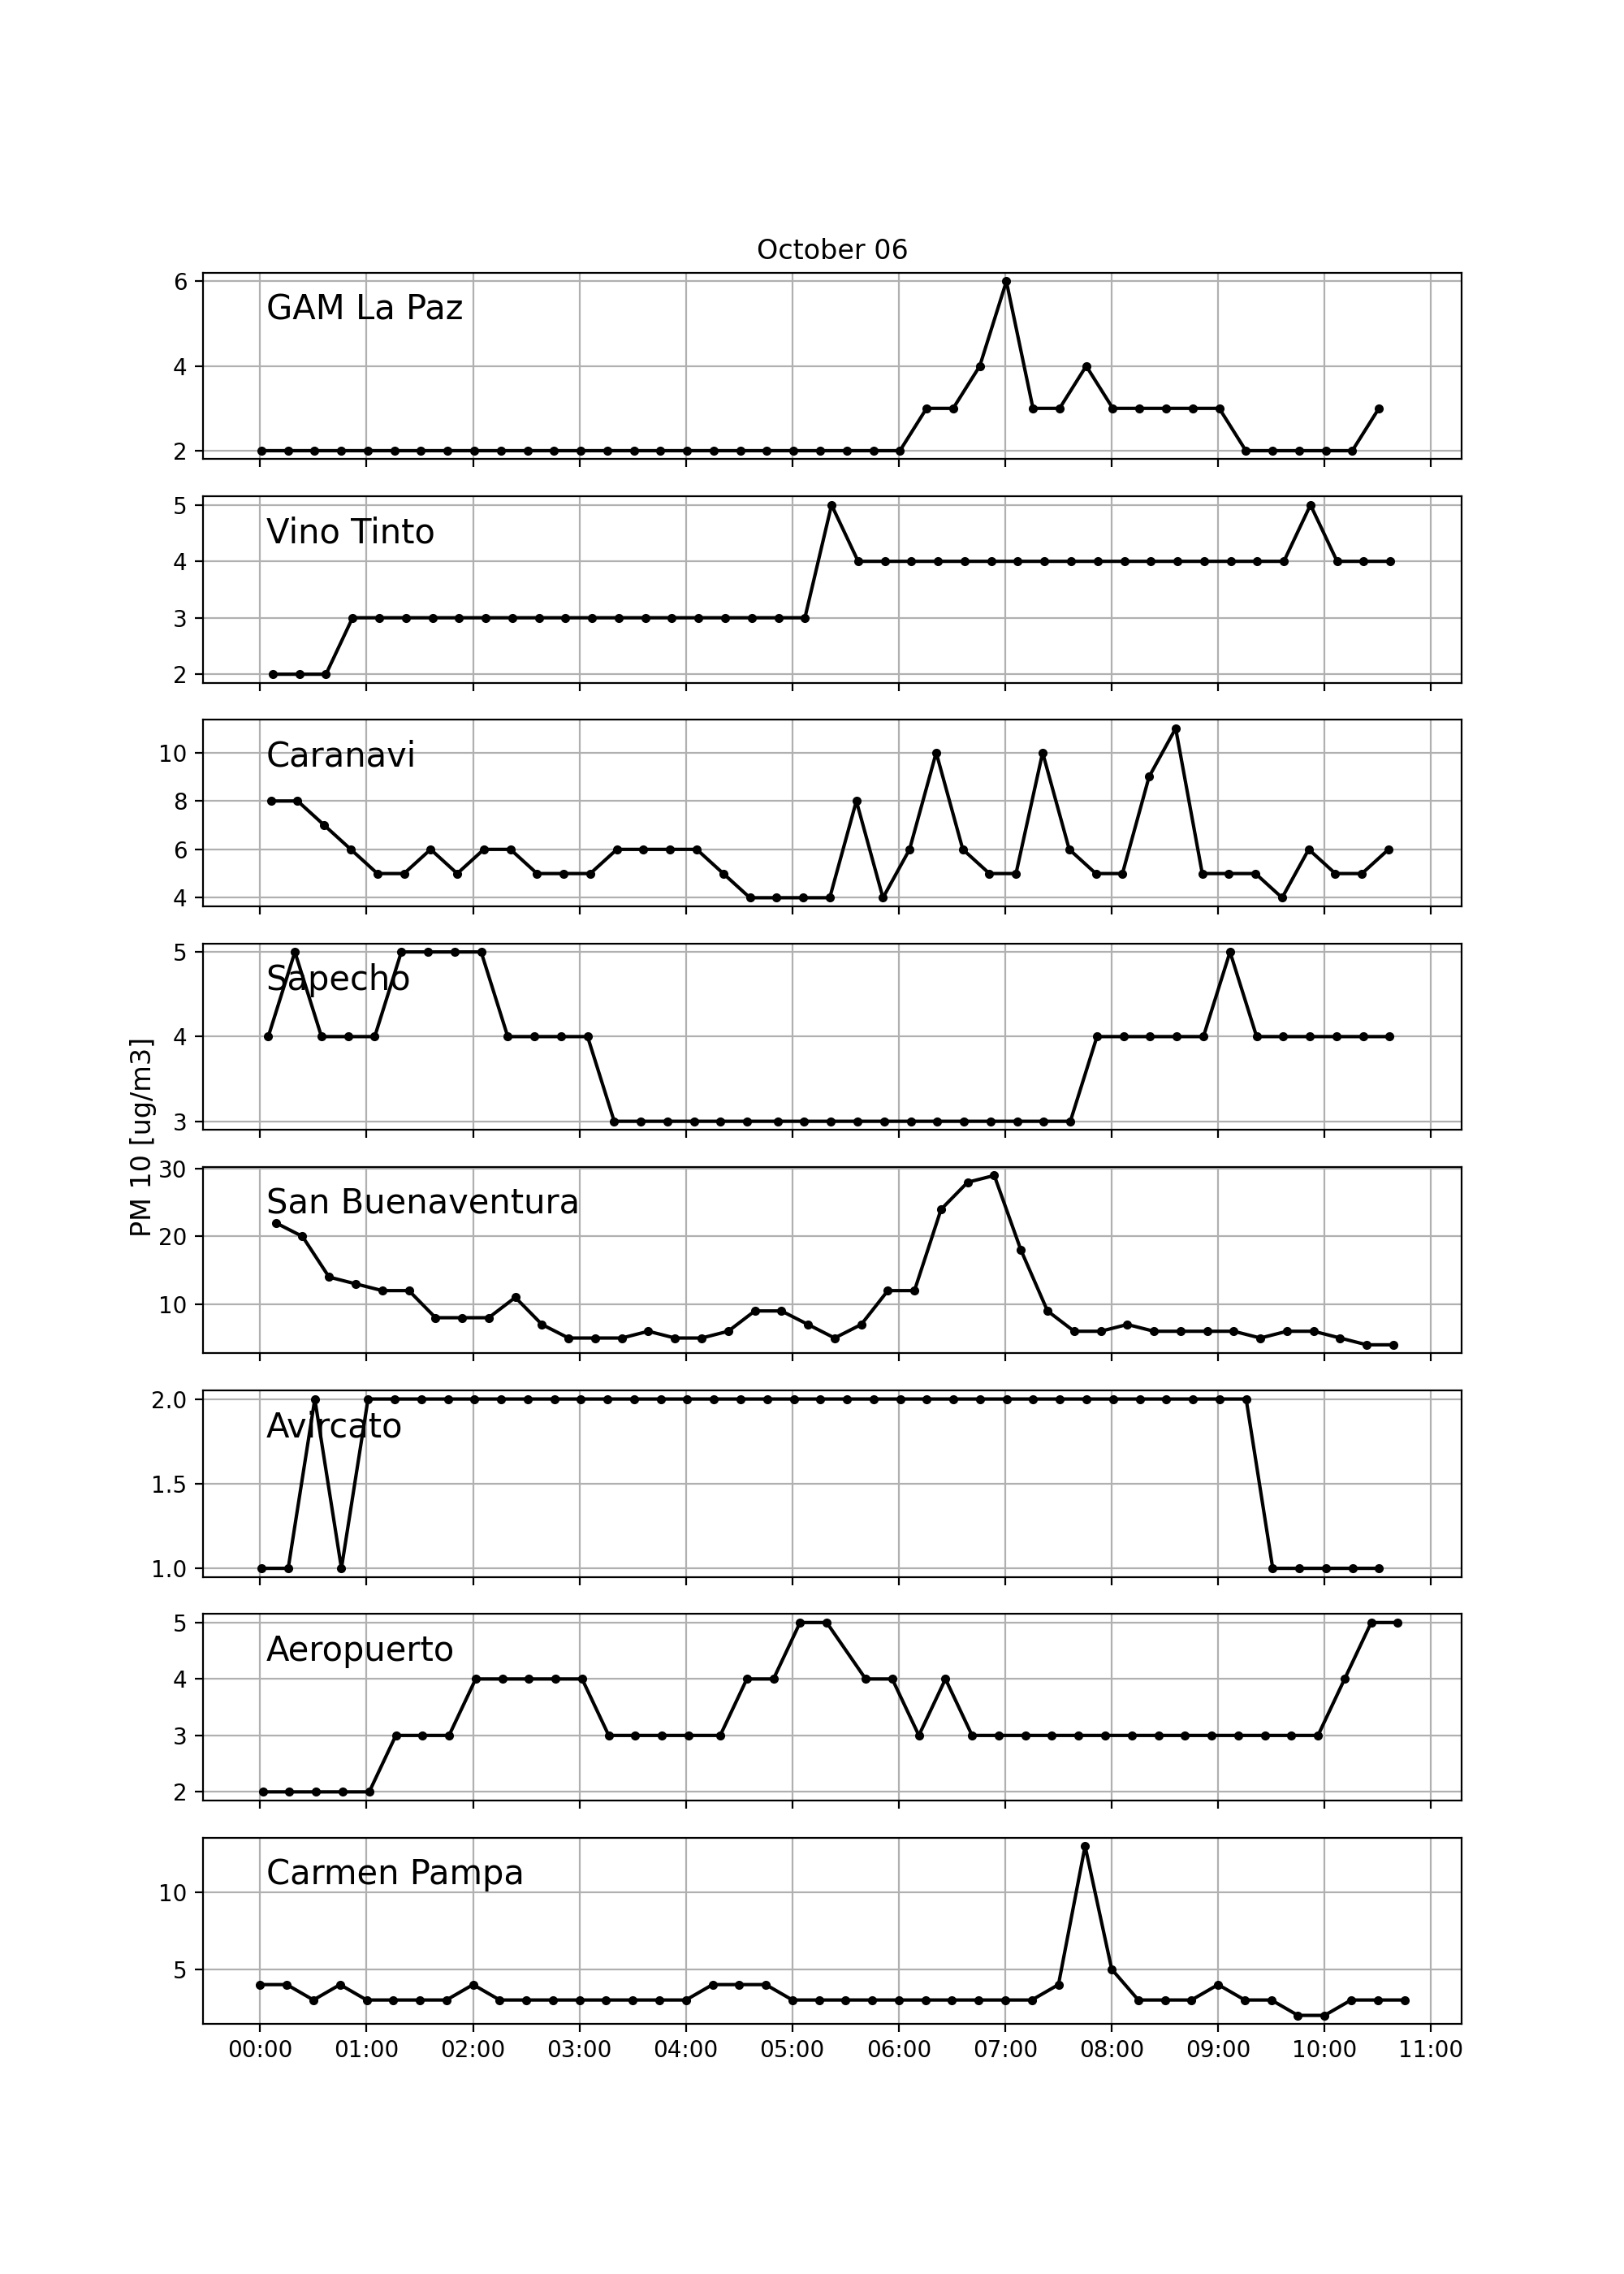 October 06
GAM La Paz
6
4
2
Vino Tinto
5
4
3
2
Caranavi
10
8
6
4
Sapecho
5
4
3
PM 10 [ug/m3]
San Buenaventura
30
20
10
Avircato
2.0
1.5
1.0
Aeropuerto
5
4
3
2
Carmen Pampa
10
5
00:00 01:00 02:00 03:00 04:00 05:00 06:00 07:00 08:00 09:00 10:00 11:00